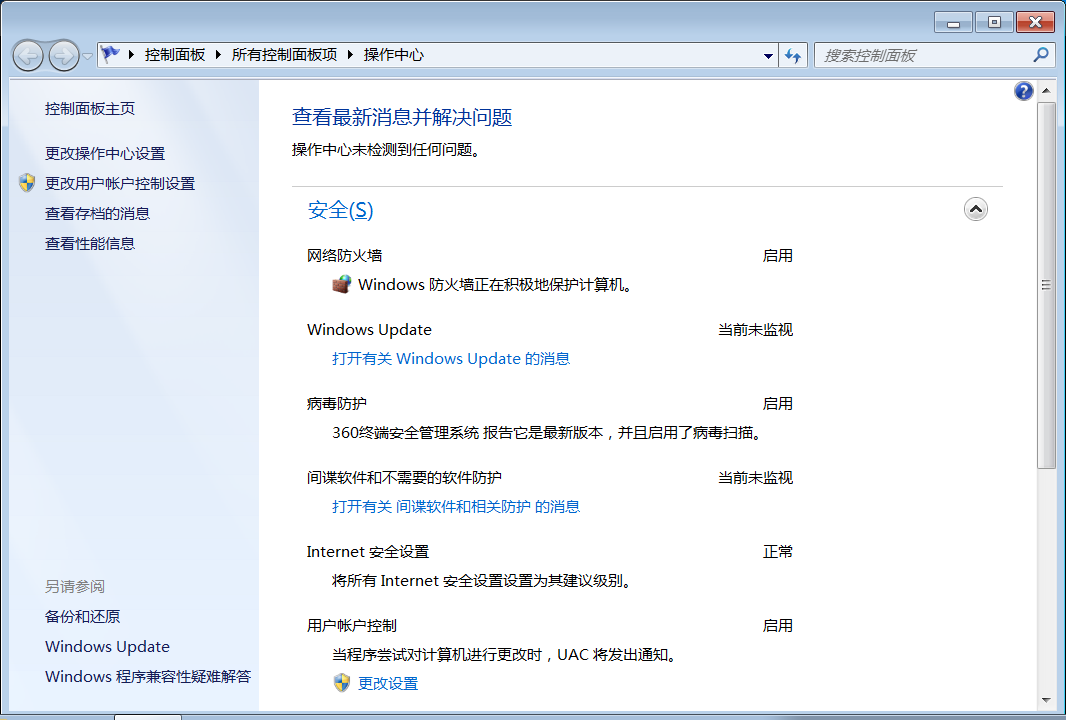 控制面板 ▸ 所有控制面板项 ▸ 操作中心
搜索控制面板
控制面板主页
更改操作中心设置
更改用户帐户控制设置
查看存档的消息
查看性能信息
另请参阅
备份和还原
Windows Update
Windows 程序兼容性疑难解答
查看最新消息并解决问题
操作中心未检测到任何问题。
安全(S)
网络防火墙 启用
Windows 防火墙正在积极地保护计算机。
Windows Update 当前未监视
打开有关 Windows Update 的消息
病毒防护 启用
360终端安全管理系统 报告它是最新版本，并且启用了病毒扫描。
间谍软件和不需要的软件防护 当前未监视
打开有关 间谍软件和相关防护 的消息
Internet 安全设置 正常
将所有 Internet 安全设置设置为其建议级别。
用户帐户控制 启用
当程序尝试对计算机进行更改时，UAC 将发出通知。
更改设置